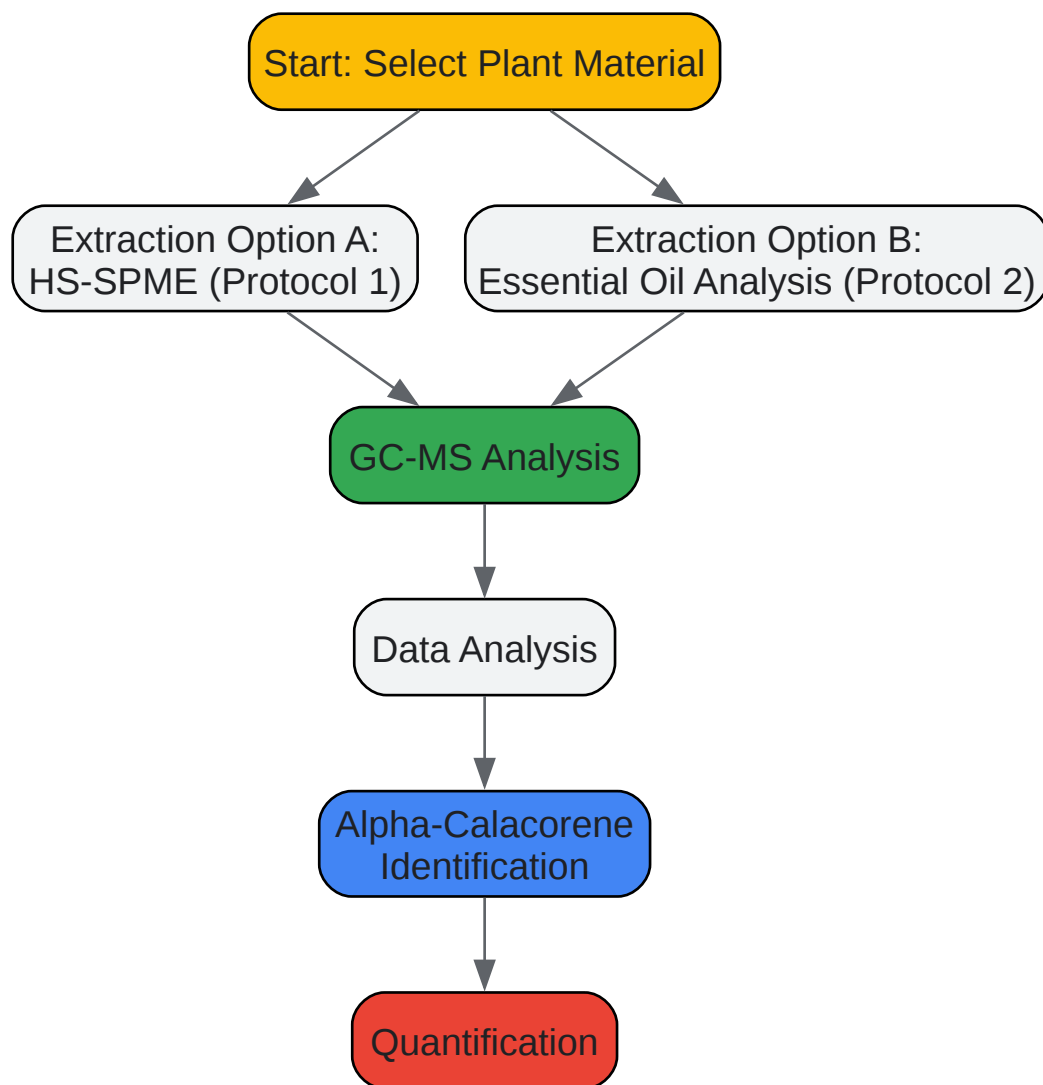 Start: Select Plant Material
Extraction Option A:
HS-SPME (Protocol 1)
Extraction Option B:
Essential Oil Analysis (Protocol 2)
GC-MS Analysis
Data Analysis
Alpha-Calacorene
Identification
Quantification